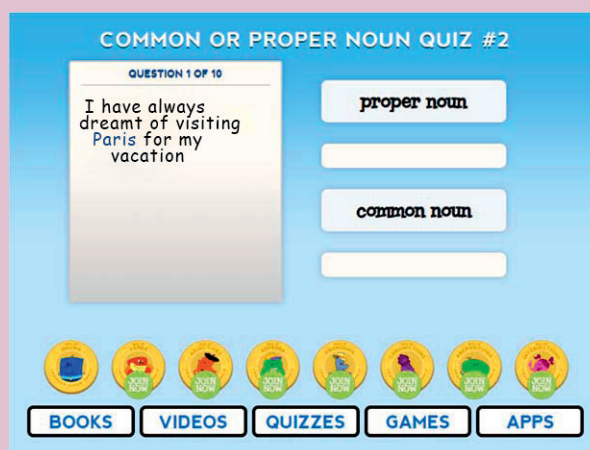 COMMON OR PROPER NOUN QUIZ #2
QUESTION 1 OF 10
I have always
dreamt of visiting
Paris for my
vacation
proper noun
common noun
JOIN NOW
JOIN NOW
JOIN NOW
JOIN NOW
JOIN NOW
JOIN NOW
JOIN NOW
BOOKS
VIDEOS
QUIZZES
GAMES
APPS